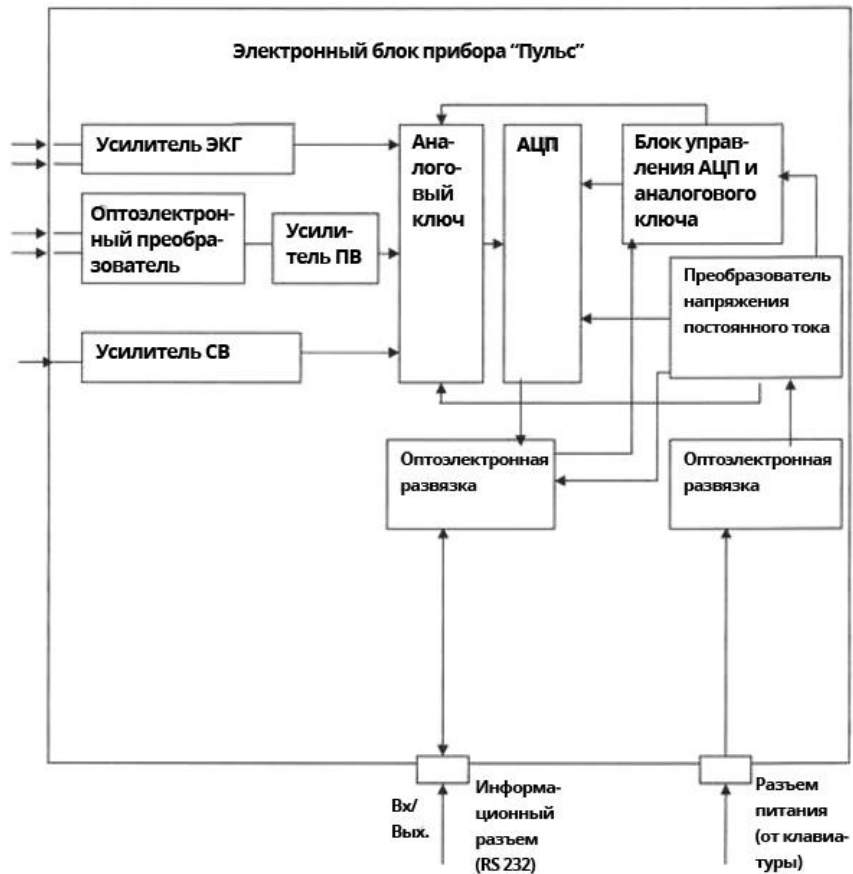 Электронный блок прибора “Пульс”
Усилитель ЭКГ
Оптоэлектрон-
ный преобра-
зователь
Усили-
тель ПВ
Усилитель СВ
Ана-
лого-
вый
ключ
АЦП
Блок управ-
ления АЦП и
аналогового
ключа
Преобразователь
напряжения
постоянного тока
Оптоэлектронная
развязка
Оптоэлектронная
развязка
Вх/
Вых.
Информа-
ционный
разъем
(RS 232)
Разъем
питания
(от клавиа-
туры)